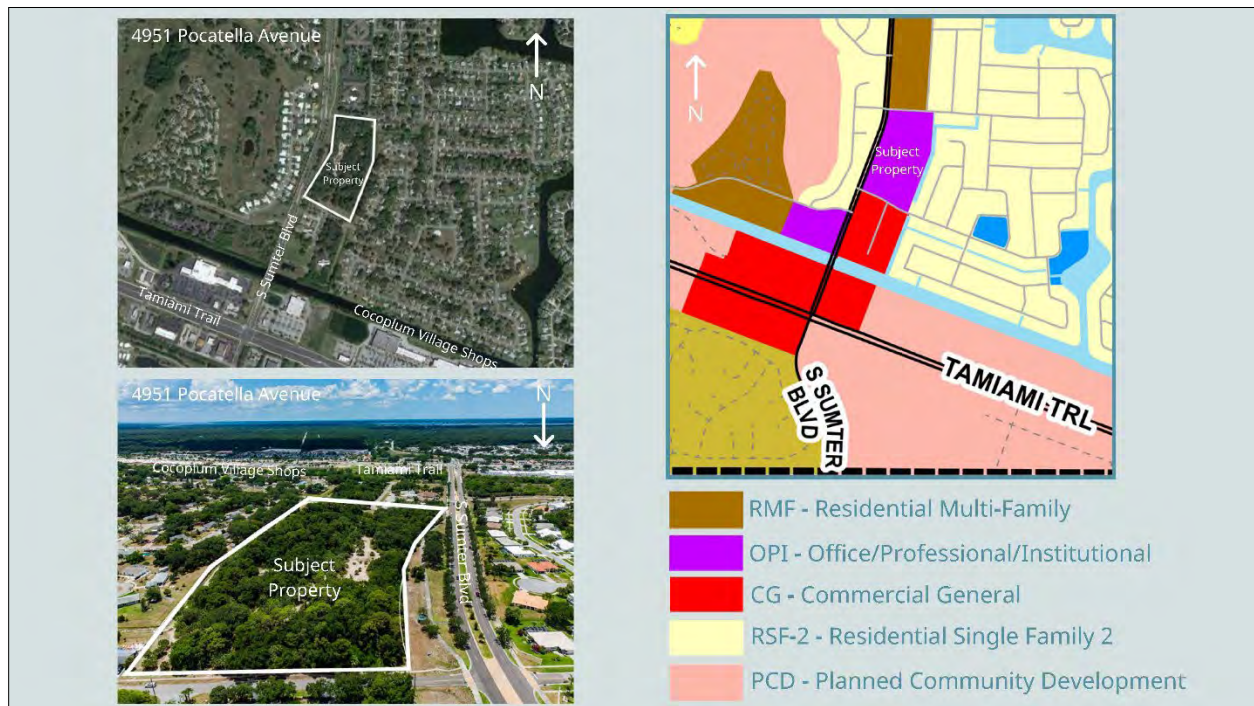 4951 Pocatella Avenue
N
Subject
Property
S Sumter Blvd
Tamiami Trail
Cocoplum Village Shops
4951 Pocatella Avenue
N
Cocoplum Village Shops
Tamiami Trail
S Sumter Blvd
Subject
Property
N
Subject
Property
TAMIAMI TRL
S SUMTER
BLVD
RMF - Residential Multi-Family
OPI - Office/Professional/Institutional
CG - Commercial General
RSF-2 - Residential Single Family 2
PCD - Planned Community Development